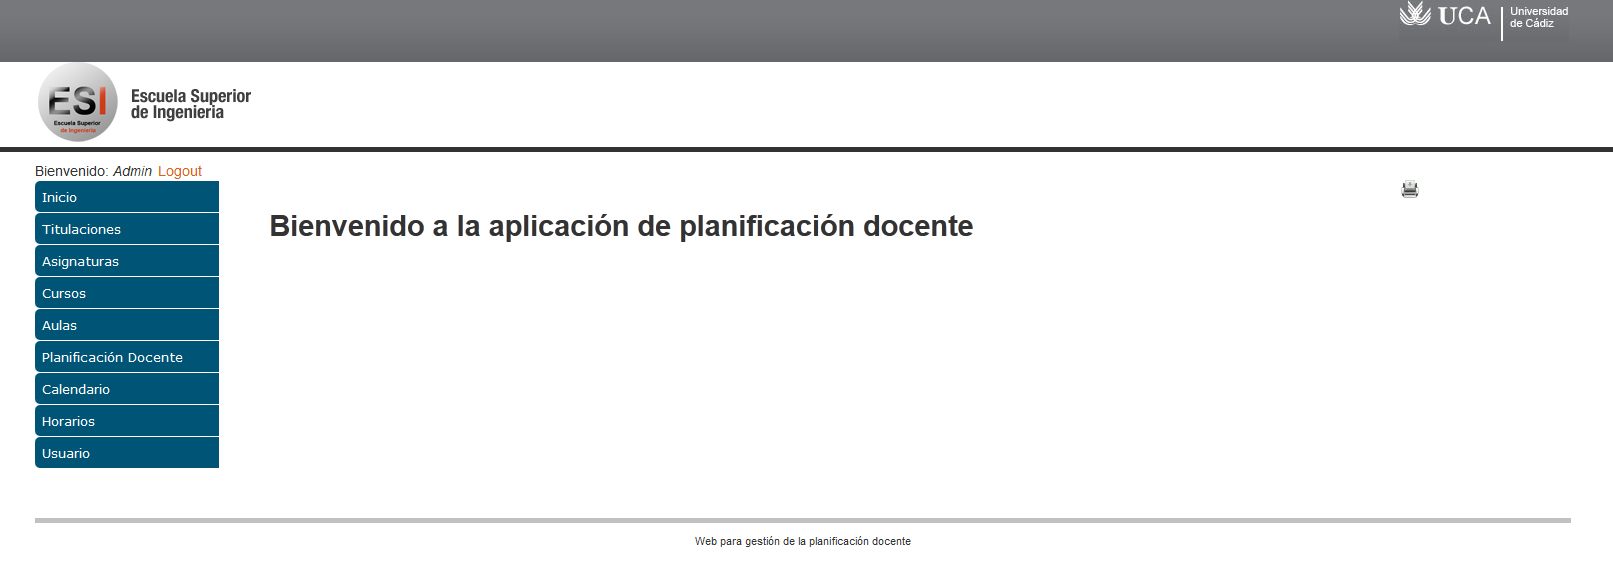 UCA
Universidad
de Cádiz
ESI
Escuela Superior
de Ingeniería
Escuela Superior
de Ingenieria
Bienvenido: Admin Logout
Inicio
Titulaciones
Asignaturas
Cursos
Aulas
Planificación Docente
Calendario
Horarios
Usuario
Bienvenido a la aplicación de planificación docente
Web para gestión de la planificación docente